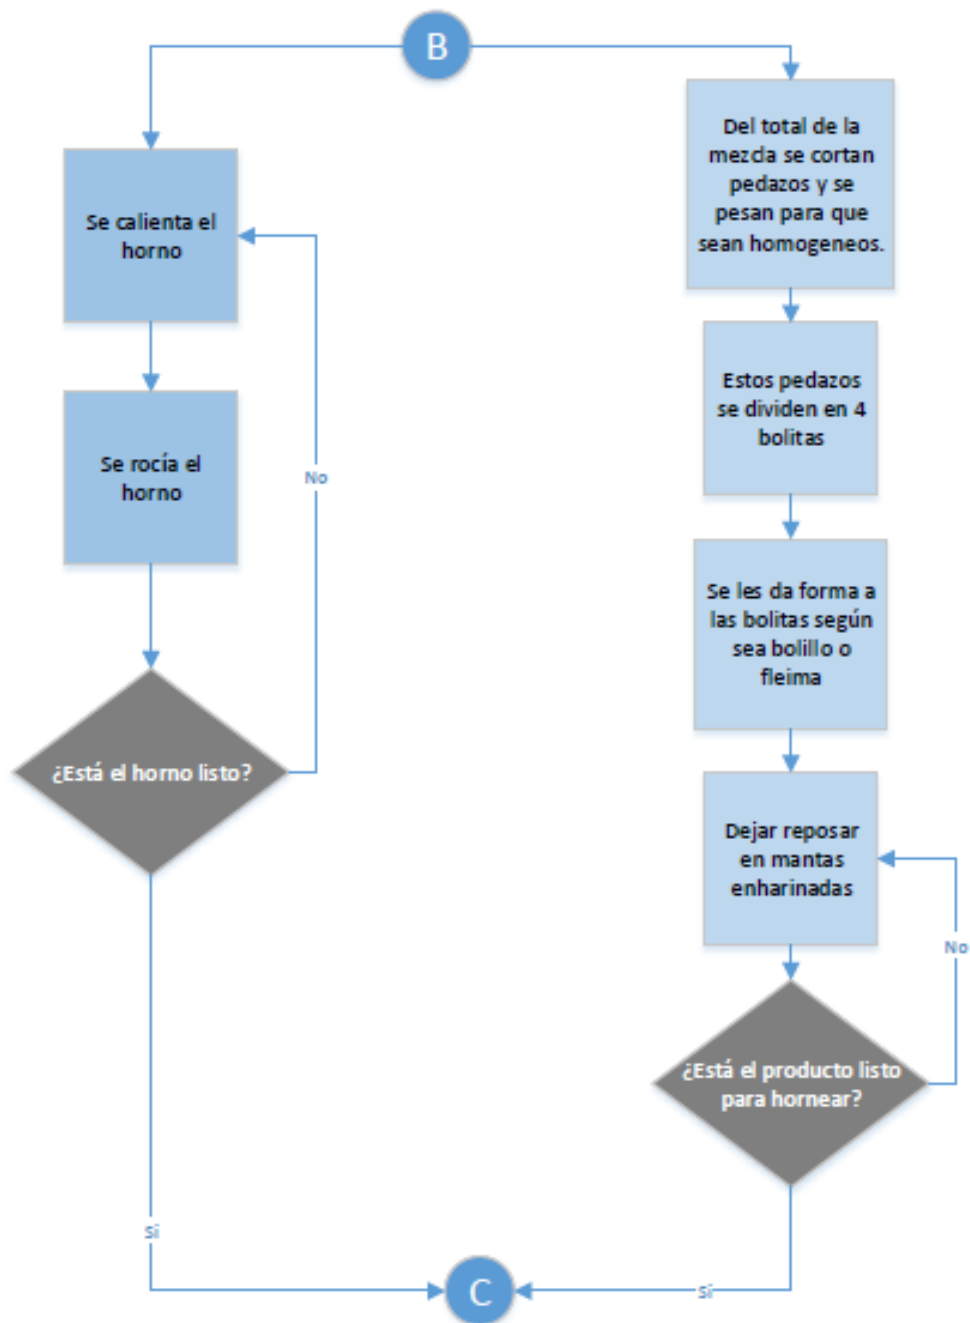 B
Se calienta el
horno
Se rocía el
horno
No
¿Está el horno listo?
Si
Del total de la
mezcla se cortan
pedazos y se
pesan para que
sean homogeneos.
Estos pedazos
se dividen en 4
bolitas
Se les da forma a
las bolitas según
sea bolillo o
fleima
Dejar reposar
en mantas
enharinadas
No
¿Está el producto listo
para hornear?
Si
C